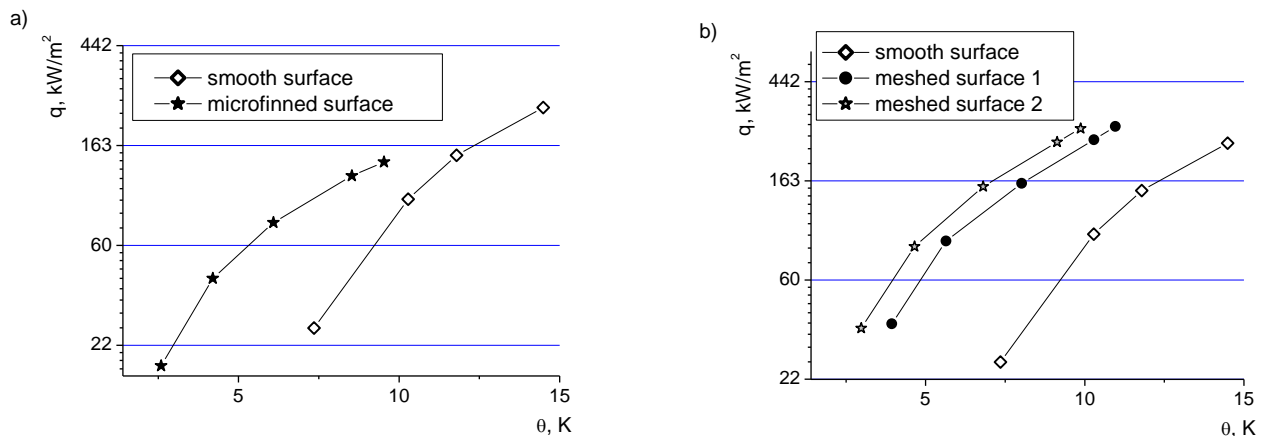 a)
q, kW/m²
442
163
60
22
smooth surface
microfinned surface
5
10
15
θ, K
b)
q, kW/m²
442
163
60
22
smooth surface
meshed surface 1
meshed surface 2
5
10
15
θ, K